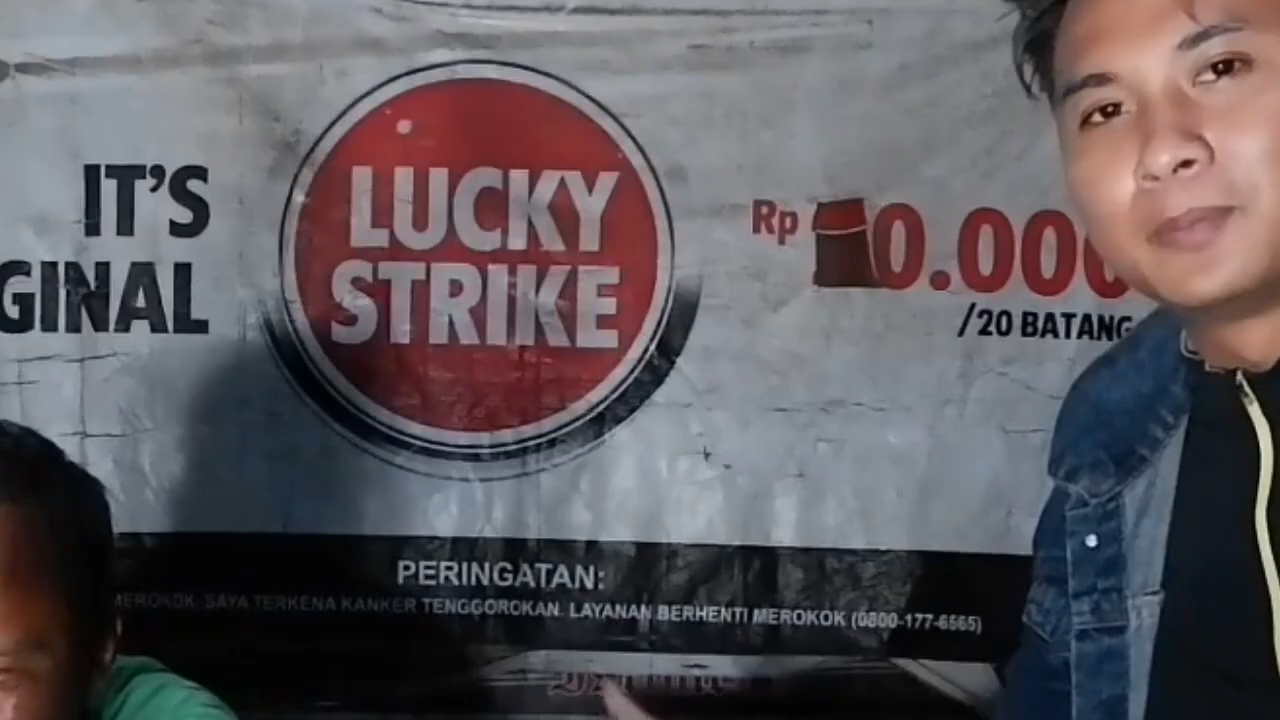 IT'S
GINAL
LUCKY
STRIKE
Rp 0.000
/20 BATANG
PERINGATAN:
MEROKOK, SAYA TERKENA KANKER TENGGOROKAN. LAYANAN BERHENTI MEROKOK (0800-177-6565)